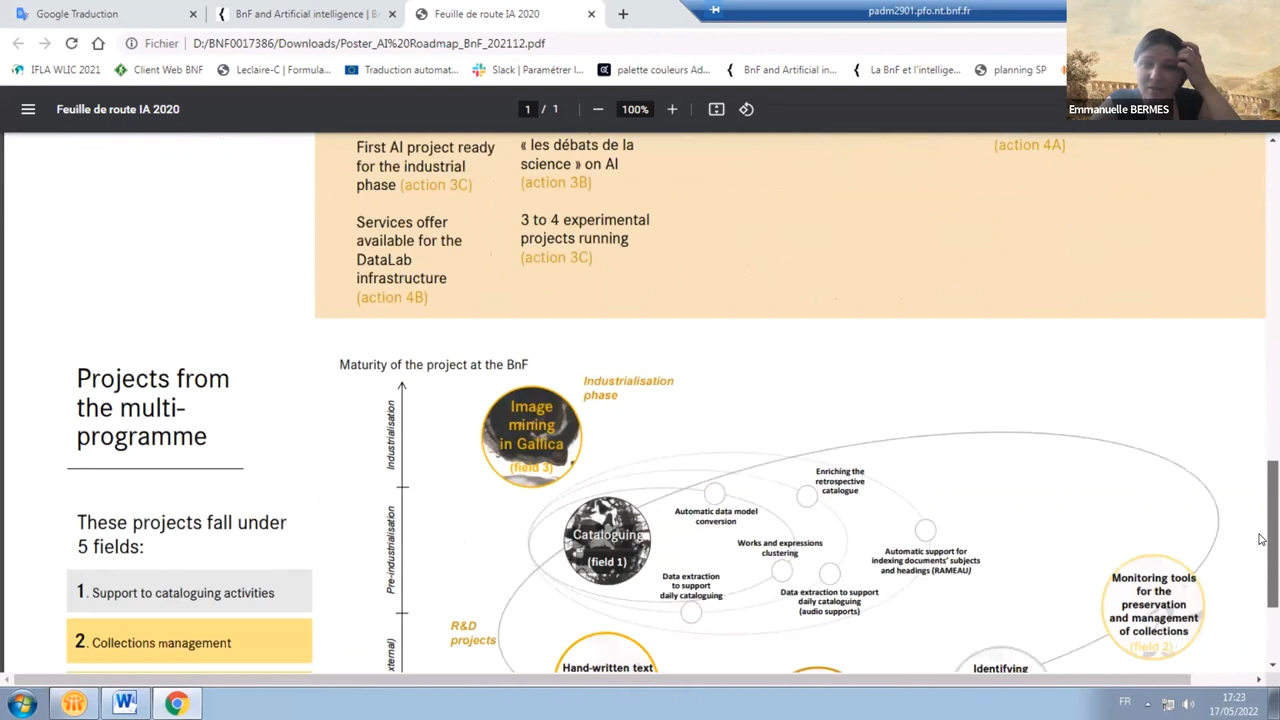 Google Traduction
BnF and Artificial intelligence | B
Feuille de route IA 2020
padm2901.pfo.nt.bnf.fr
Fichier
D:/BNF0017386/Downloads/Poster_AI%20Roadmap_BnF_202112.pdf
IFLA WLIC 2021
Client Web BNF
Leclaire-C | Formula...
Traduction automat...
Slack | Paramétrer l...
palette couleurs Ad...
BnF and Artificial in...
La BnF et l'intellige...
planning SP
Emmanuelle BERMES
Feuille de route IA 2020
1 / 1
100%
First AI project ready
for the industrial
phase (action 3C)
« les débats de la
science » on AI
(action 3B)
(action 4A)
Services offer
available for the
DataLab
infrastructure
(action 4B)
3 to 4 experimental
projects running
(action 3C)
Projects from
the multi-
programme
These projects fall under
5 fields:
1. Support to cataloguing activities
2. Collections management
Maturity of the project at the BnF
Industrialisation
Pre-industrialisation
xternal)
Image
mining
in Gallica
(field 3)
Industrialisation
phase
Cataloguing
(field 1)
Automatic data model
conversion
Enriching the
retrospective
catalogue
Works and expressions
clustering
Automatic support for
indexing documents' subjects
and headings (RAMEAU)
Data extraction
to support
daily cataloguing
Data extraction to support
daily cataloguing
(audio supports)
Monitoring tools
for the
preservation
and management
of collections
(field 2)
R&D
projects
Hand-written text
Identifying
FR
17:23
17/05/2022